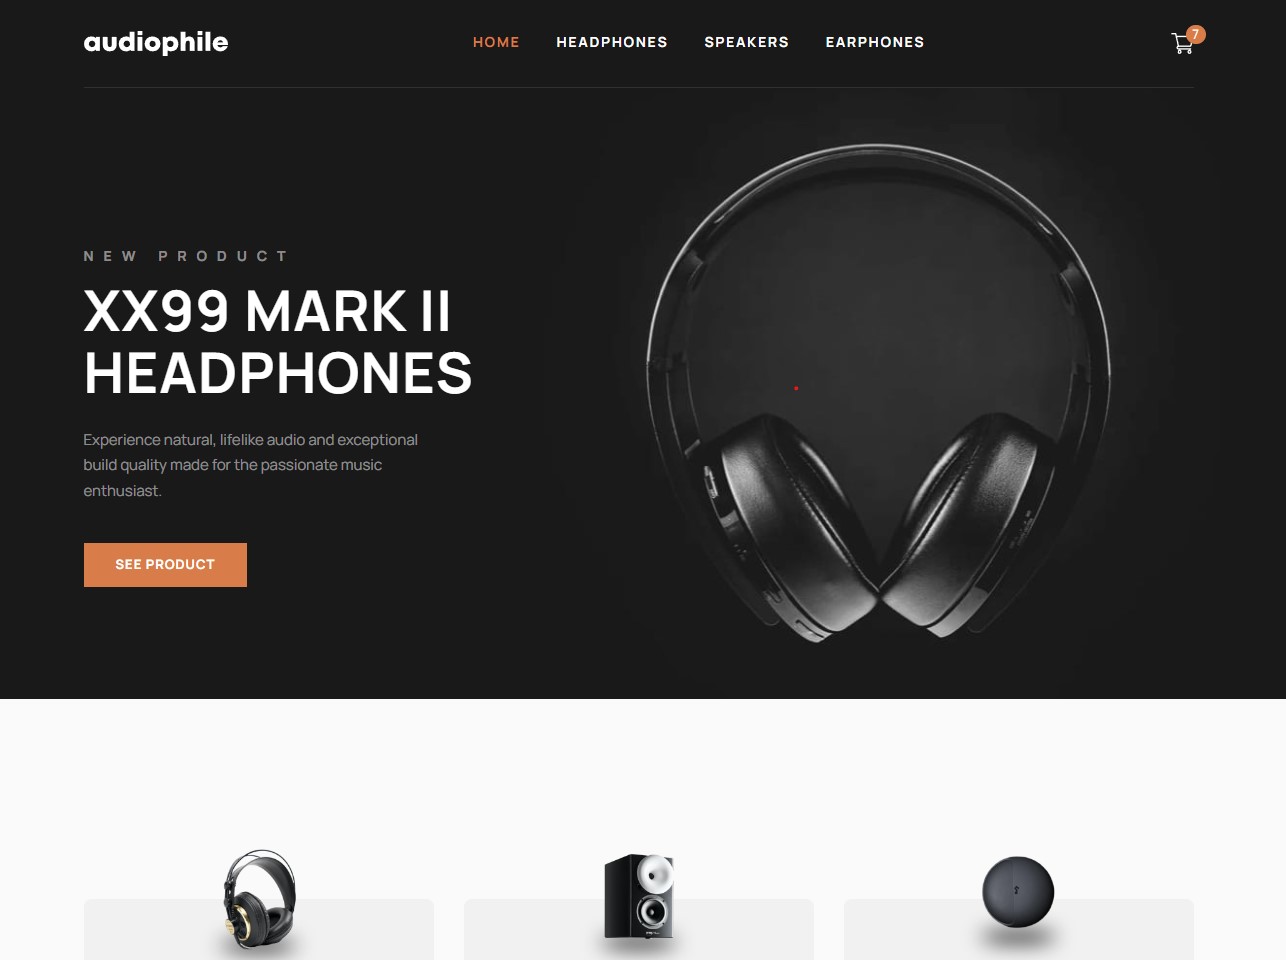 audiophile
HOME
HEADPHONES
SPEAKERS
EARPHONES
7
NEW PRODUCT
XX99 MARK II
HEADPHONES
Experience natural, lifelike audio and exceptional
build quality made for the passionate music
enthusiast.
SEE PRODUCT